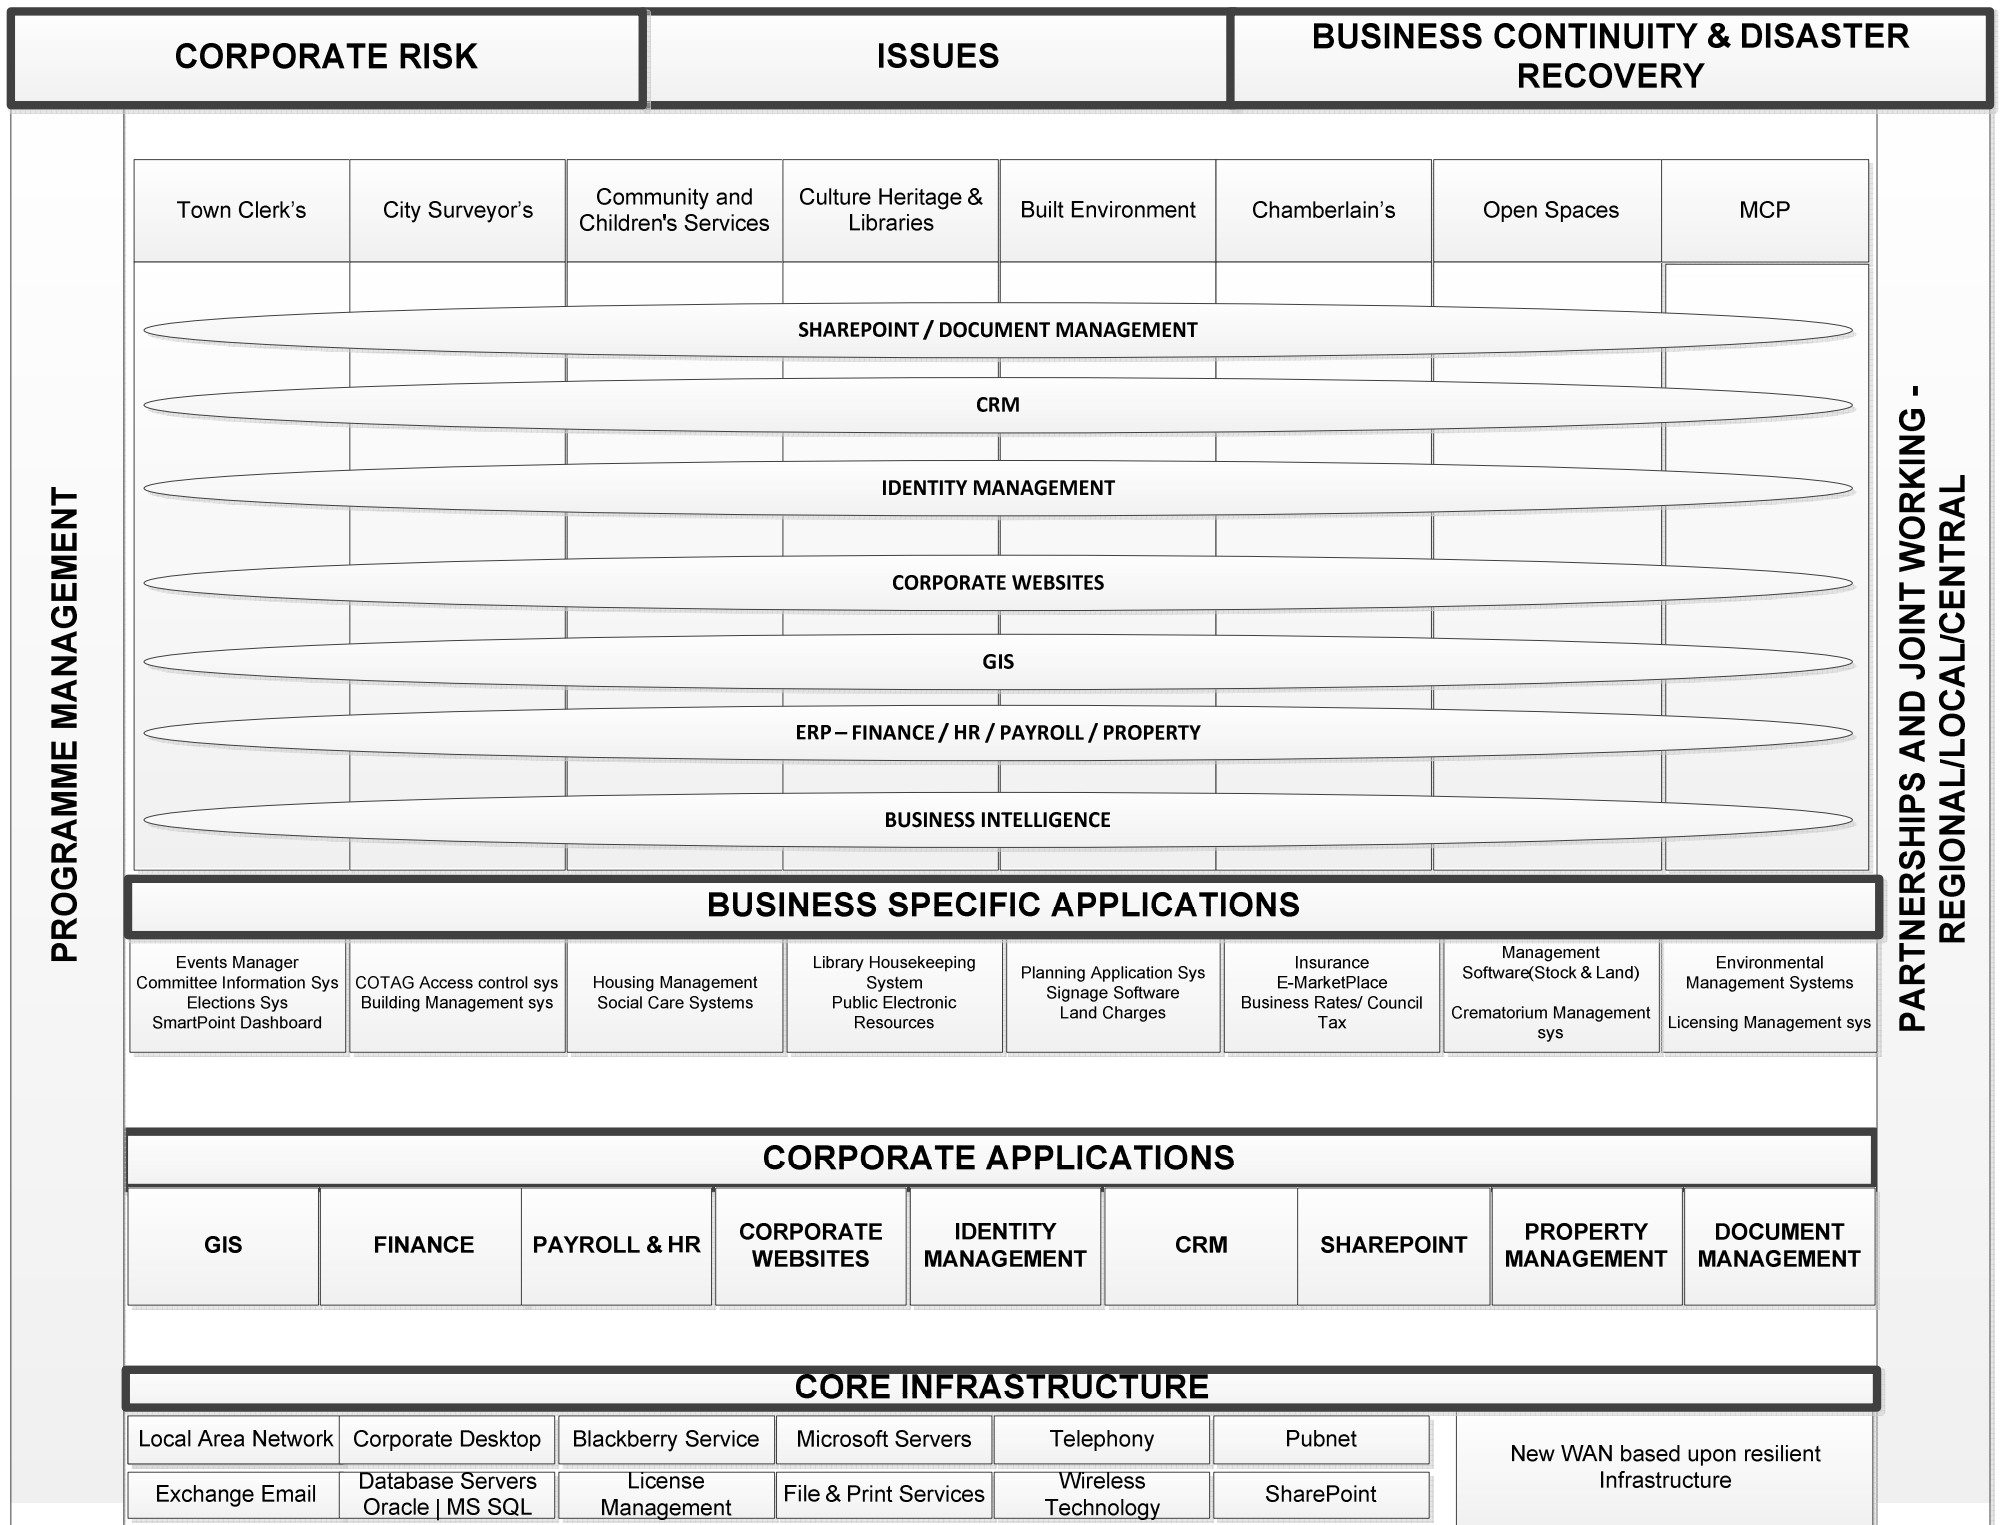 CORPORATE RISK
ISSUES
BUSINESS CONTINUITY & DISASTER
RECOVERY
PROGRAMME MANAGEMENT
Town Clerk’s
City Surveyor’s
Community and
Children's Services
Culture Heritage &
Libraries
Built Environment
Chamberlain’s
Open Spaces
MCP
SHAREPOINT / DOCUMENT MANAGEMENT
CRM
IDENTITY MANAGEMENT
CORPORATE WEBSITES
GIS
ERP – FINANCE / HR / PAYROLL / PROPERTY
BUSINESS INTELLIGENCE
PARTNERSHIPS AND JOINT WORKING -
REGIONAL/LOCAL/CENTRAL
BUSINESS SPECIFIC APPLICATIONS
Events Manager
Committee Information Sys
Elections Sys
SmartPoint Dashboard
COTAG Access control sys
Building Management sys
Housing Management
Social Care Systems
Library Housekeeping
System
Public Electronic
Resources
Planning Application Sys
Signage Software
Land Charges
Insurance
E-MarketPlace
Business Rates/ Council
Tax
Management
Software(Stock & Land)
Crematorium Management
sys
Environmental
Management Systems
Licensing Management sys
CORPORATE APPLICATIONS
GIS
FINANCE
PAYROLL & HR
CORPORATE
WEBSITES
IDENTITY
MANAGEMENT
CRM
SHAREPOINT
PROPERTY
MANAGEMENT
DOCUMENT
MANAGEMENT
CORE INFRASTRUCTURE
Local Area Network
Corporate Desktop
Blackberry Service
Microsoft Servers
Telephony
Pubnet
New WAN based upon resilient
Infrastructure
Exchange Email
Database Servers
Oracle | MS SQL
License
Management
File & Print Services
Wireless
Technology
SharePoint